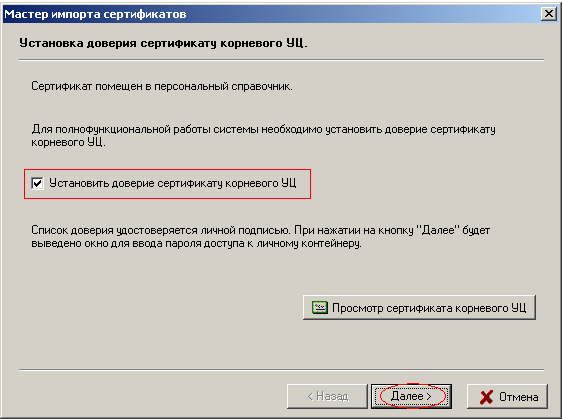 Мастер импорта сертификатов
Установка доверия сертификату корневого УЦ.
Сертификат помещен в персональный справочник.
Для полнофункциональной работы системы необходимо установить доверие сертификату
корневого УЦ.
Установить доверие сертификату корневого УЦ
Список доверия удостоверяется личной подписью. При нажатии на кнопку "Далее" будет
выведено окно для ввода пароля доступа к личному контейнеру.
Просмотр сертификата корневого УЦ
< Назад
Далее >
Отмена